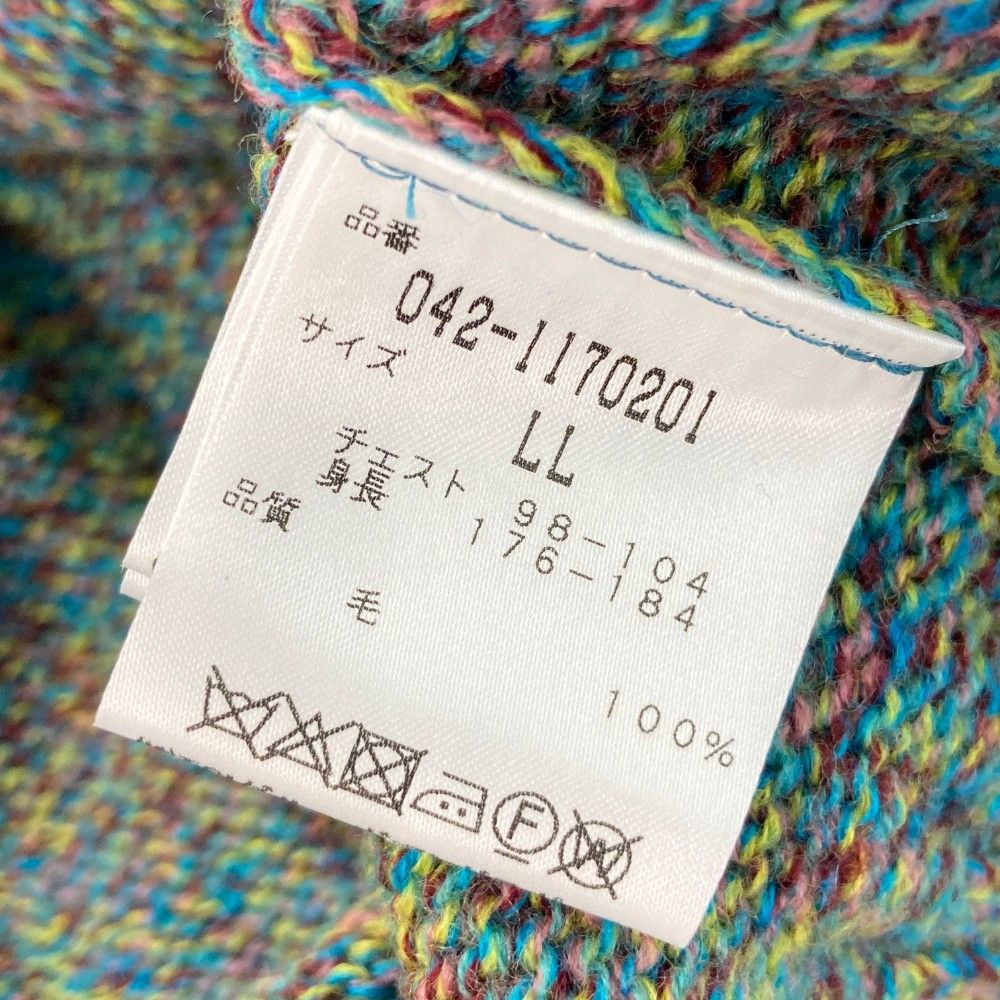 品番
042-1170201
サイズ
LL
チェスト 98-104
身長 176-184
品質
毛 100%
F
W